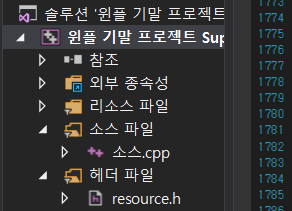 솔루션 '윈플 기말 프로젝트
윈플 기말 프로젝트 Sup
참조
외부 종속성
리소스 파일
소스 파일
소스.cpp
헤더 파일
resource.h
1773
1774
1775
1776
1777
1778
1779
1780
1781
1782
1783
1784
1785
1786
1787